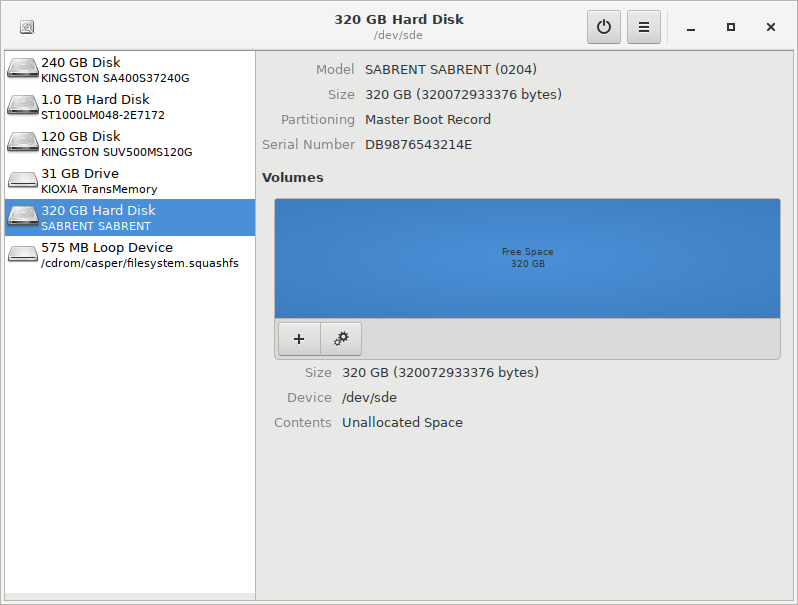 320 GB Hard Disk
/dev/sde
240 GB Disk
KINGSTON SA400S37240G
1.0 TB Hard Disk
ST1000LM048-2E7172
120 GB Disk
KINGSTON SUV500MS120G
31 GB Drive
KIOXIA TransMemory
320 GB Hard Disk
SABRENT SABRENT
575 MB Loop Device
/cdrom/casper/filesystem.squashfs
Model SABRENT SABRENT (0204)
Size 320 GB (320072933376 bytes)
Partitioning Master Boot Record
Serial Number DB9876543214E
Volumes
Free Space
320 GB
Size 320 GB (320072933376 bytes)
Device /dev/sde
Contents Unallocated Space